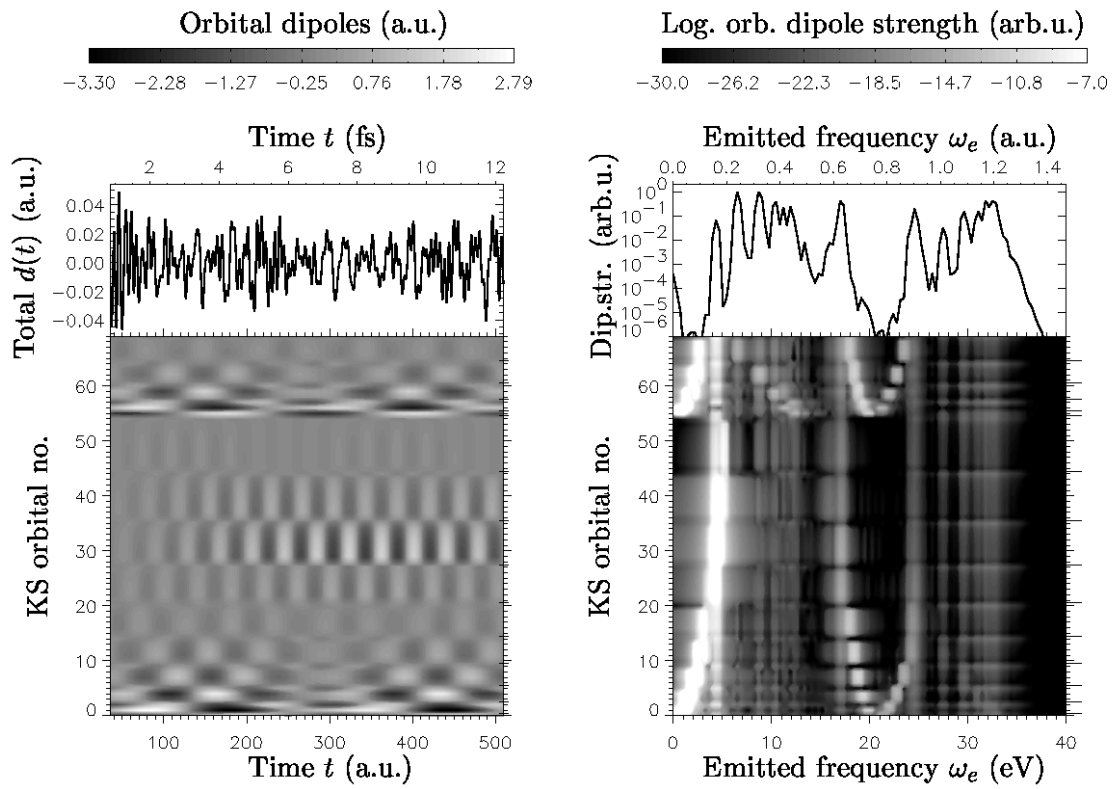 Orbital dipoles (a.u.)
−3.30 −2.28 −1.27 −0.25 0.76 1.78 2.79
Time t (fs)
2 4 6 8 10 12
Total d(t) (a.u.)
0.04
0.02
0.00
−0.02
−0.04
KS orbital no.
60
50
40
30
20
10
0
100 200 300 400 500
Time t (a.u.)
Log. orb. dipole strength (arb.u.)
−30.0 −26.2 −22.3 −18.5 −14.7 −10.8 −7.0
Emitted frequency ωe (a.u.)
0.0 0.2 0.4 0.6 0.8 1.0 1.2 1.4
Dip.str. (arb.u.)
10⁰
10⁻¹
10⁻²
10⁻³
10⁻⁴
10⁻⁵
10⁻⁶
KS orbital no.
60
50
40
30
20
10
0
0 10 20 30 40
Emitted frequency ωe (eV)